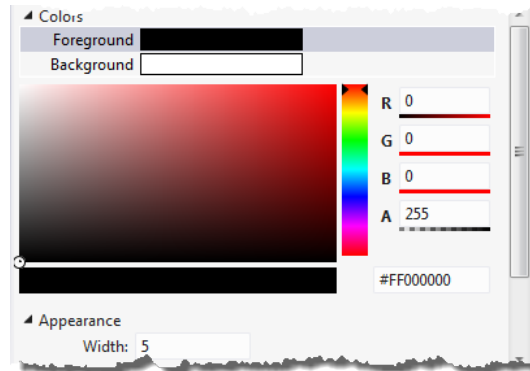 Colors
Foreground
Background
R 0
G 0
B 0
A 255
#FF000000
Appearance
Width: 5